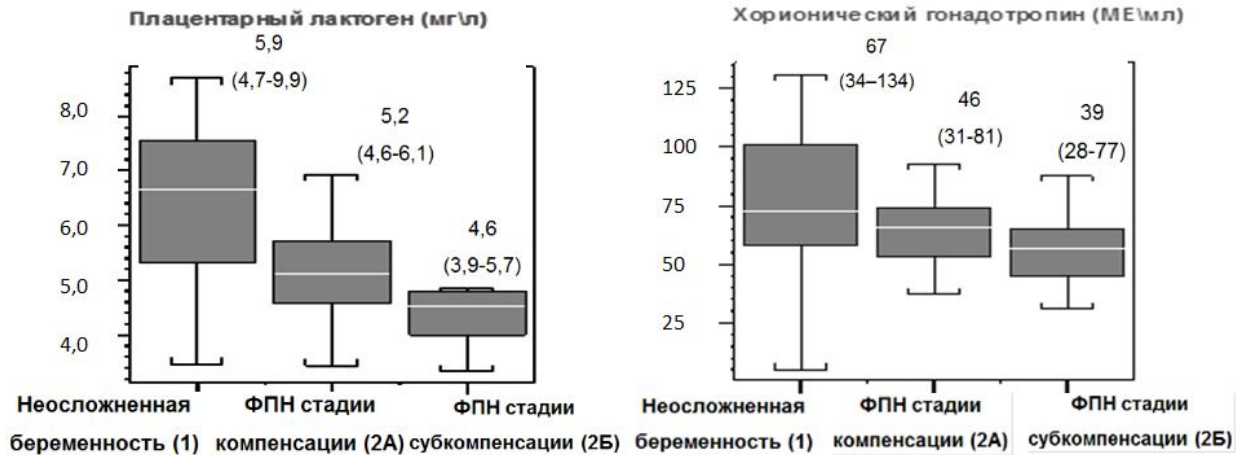 Плацентарный лактоген (мг\л)
5,9
(4,7-9,9)
5,2
(4,6-6,1)
4,6
(3,9-5,7)
8,0
7,0
6,0
5,0
4,0
Неосложненная
беременность (1)
ФПН стадии
компенсации (2А)
ФПН стадии
субкомпенсации (2Б)
Хорионический гонадотропин (МЕ\мл)
67
(34–134)
46
(31-81)
39
(28-77)
125
100
75
50
25
Неосложненная
беременность (1)
ФПН стадии
компенсации (2А)
ФПН стадии
субкомпенсации (2Б)